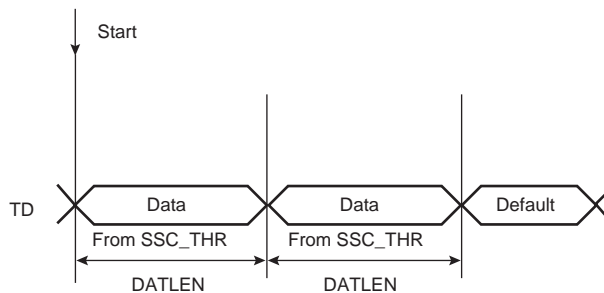 Start
TD
Data
Data
Default
From SSC_THR
From SSC_THR
DATLEN
DATLEN